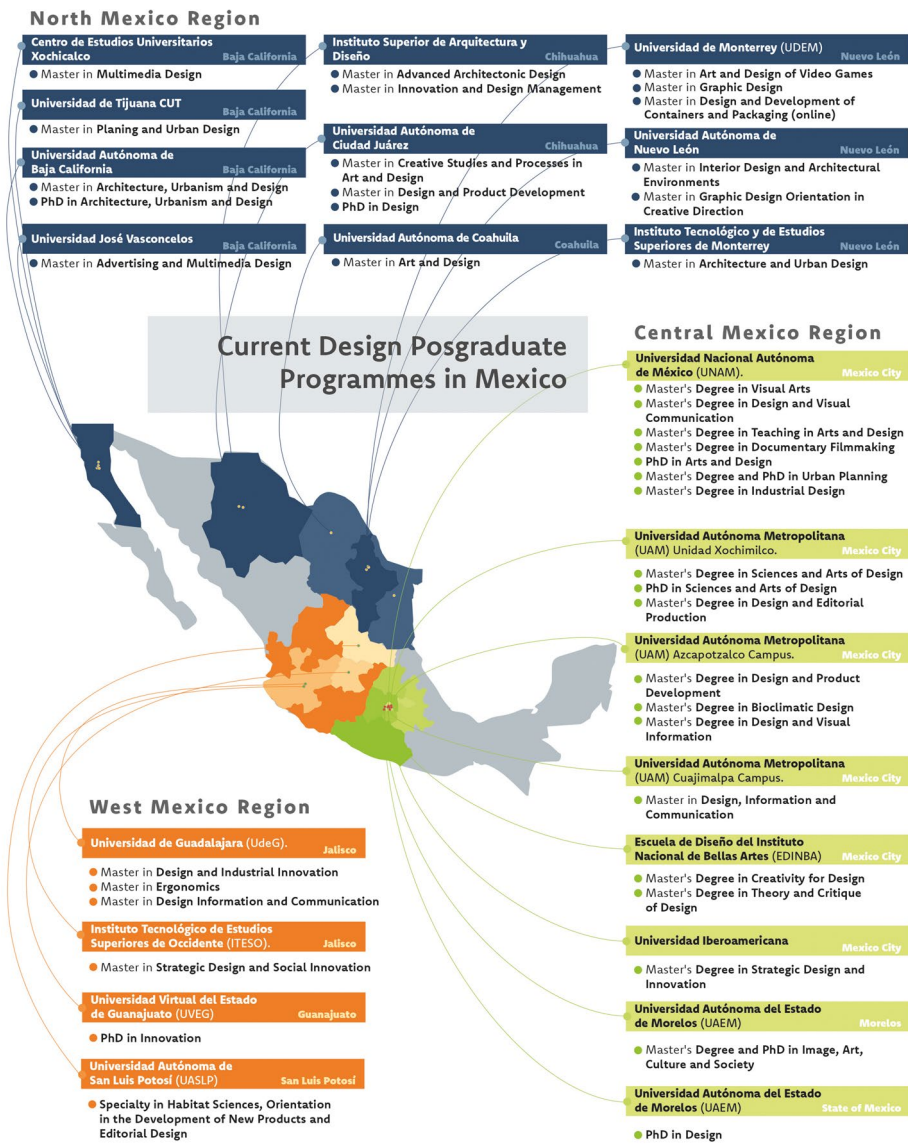 North Mexico Region
Centro de Estudios Universitarios
Xochicalco
Baja California
Master in Multimedia Design
Universidad de Tijuana CUT
Baja California
Master in Planing and Urban Design
Universidad Autónoma de
Baja California
Baja California
Master in Architecture, Urbanism and Design
PhD in Architecture, Urbanism and Design
Universidad José Vasconcelos
Baja California
Master in Advertising and Multimedia Design
Instituto Superior de Arquitectura y
Diseño
Chihuahua
Master in Advanced Architectonic Design
Master in Innovation and Design Management
Universidad Autónoma de
Ciudad Juárez
Chihuahua
Master in Creative Studies and Processes in
Art and Design
Master in Design and Product Development
PhD in Design
Universidad Autónoma de Coahuila
Coahuila
Master in Art and Design
Universidad de Monterrey (UDEM)
Nuevo León
Master in Art and Design of Video Games
Master in Graphic Design
Master in Design and Development of
Containers and Packaging (online)
Universidad Autónoma de
Nuevo León
Nuevo León
Master in Interior Design and Architectural
Environments
Master in Graphic Design Orientation in
Creative Direction
Instituto Tecnológico y de Estudios
Superiores de Monterrey
Nuevo León
Master in Architecture and Urban Design
Current Design Posgraduate
Programmes in Mexico
Central Mexico Region
Universidad Nacional Autónoma
de México (UNAM).
Mexico City
Master's Degree in Visual Arts
Master's Degree in Design and Visual
Communication
Master's Degree in Teaching in Arts and Design
Master's Degree in Documentary Filmmaking
PhD in Arts and Design
Master's Degree and PhD in Urban Planning
Master's Degree in Industrial Design
Universidad Autónoma Metropolitana
(UAM) Unidad Xochimilco.
Mexico City
Master's Degree in Sciences and Arts of Design
PhD in Sciences and Arts of Design
Master's Degree in Design and Editorial
Production
Universidad Autónoma Metropolitana
(UAM) Azcapotzalco Campus.
Mexico City
Master's Degree in Design and Product
Development
Master's Degree in Bioclimatic Design
Master's Degree in Design and Visual
Information
Universidad Autónoma Metropolitana
(UAM) Cuajimalpa Campus.
Mexico City
Master in Design, Information and
Communication
Escuela de Diseño del Instituto
Nacional de Bellas Artes (EDINBA)
Mexico City
Master's Degree in Creativity for Design
Master's Degree in Theory and Critique
of Design
Universidad Iberoamericana
Mexico City
Master's Degree in Strategic Design and
Innovation
Universidad Autónoma del Estado
de Morelos (UAEM)
Morelos
Master's Degree and PhD in Image, Art,
Culture and Society
Universidad Autónoma del Estado
de Morelos (UAEM)
State of Mexico
PhD in Design
West Mexico Region
Universidad de Guadalajara (UdeG).
Jalisco
Master in Design and Industrial Innovation
Master in Ergonomics
Master in Design Information and Communication
Instituto Tecnológico de Estudios
Superiores de Occidente (ITESO).
Jalisco
Master in Strategic Design and Social Innovation
Universidad Virtual del Estado
de Guanajuato (UVEG)
Guanajuato
PhD in Innovation
Universidad Autónoma de
San Luis Potosí (UASLP)
San Luis Potosí
Specialty in Habitat Sciences, Orientation
in the Development of New Products and
Editorial Design